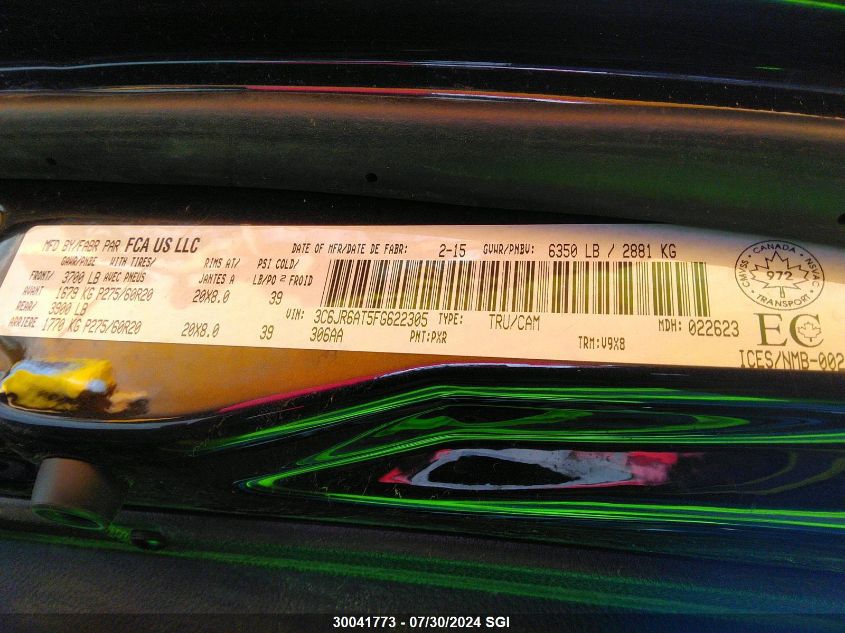 MFD BY/FABR PAR FCA US LLC DATE OF MFR/DATE DE FABR: 2-15 GVWR/PNBV: 6350 LB / 2881 KG
GAWR/PNBE WITH TIRES/ RIMS AT/ PSI COLD/
FRONT/ 3700 LB AVEC PNEUS JANTES A LB/PO 2 FROID
AVANT 1679 KG P275/60R20 20X8.0 39
REAR/ 3900 LB
ARRIERE 1770 KG P275/60R20 20X8.0 39
VIN: 3C6JR6AT5FG622305 TYPE: TRU/CAM MDH: 022623
306AA PNT: PXR TRM: V9X8
CANADA
CMVSS 972 NSVAC
TRANSPORT
EC
ICES/NMB-002
30041773 - 07/30/2024 SGI